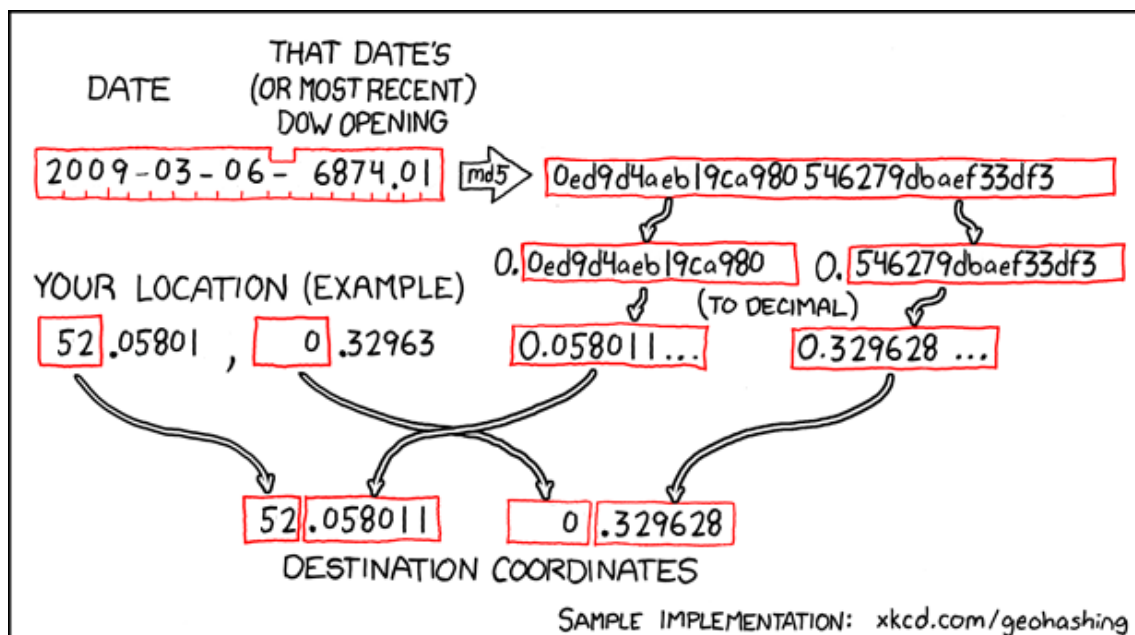 THAT DATE'S
DATE (OR MOST RECENT)
DOW OPENING
2009-03-06- 6874.01 md5 0ed9d4aeb19ca980546279dbaef33df3
0.0ed9d4aeb19ca980 0.546279dbaef33df3
YOUR LOCATION (EXAMPLE) (TO DECIMAL)
52.05801, 0.32963 0.058011... 0.329628...
52.058011 0.329628
DESTINATION COORDINATES
SAMPLE IMPLEMENTATION: xkcd.com/geohashing